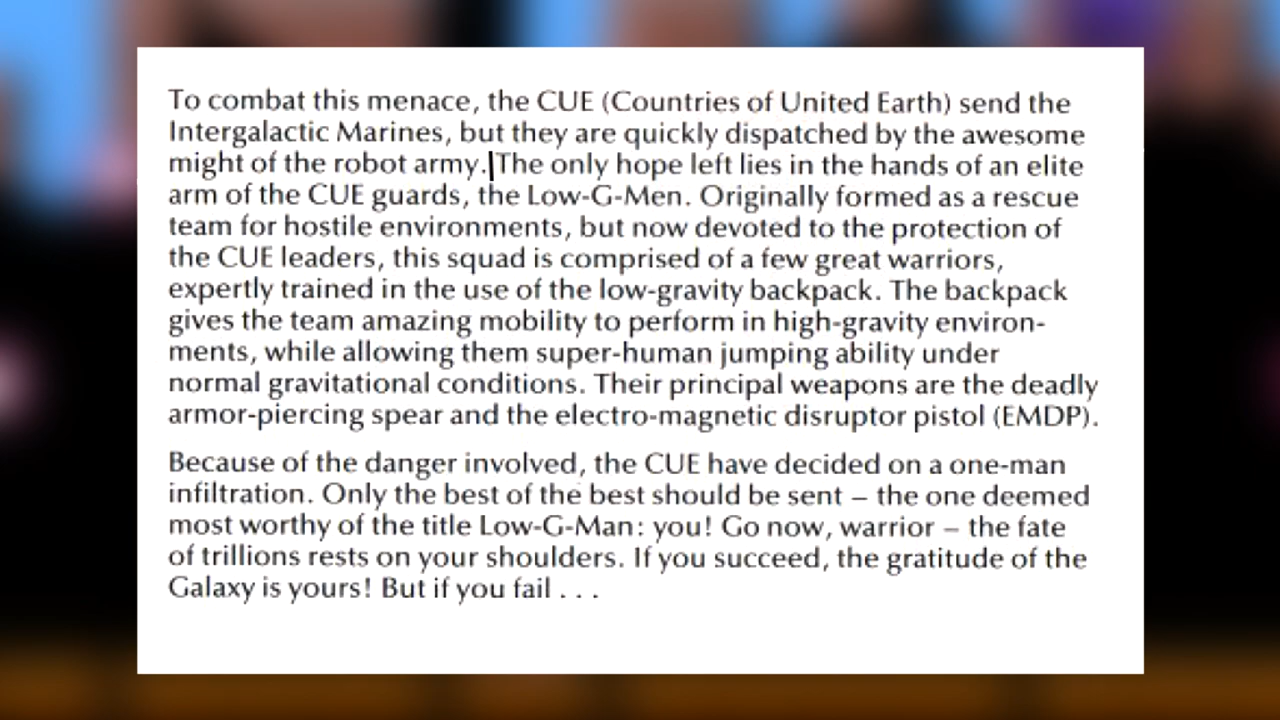 To combat this menace, the CUE (Countries of United Earth) send the
Intergalactic Marines, but they are quickly dispatched by the awesome
might of the robot army. The only hope left lies in the hands of an elite
arm of the CUE guards, the Low-G-Men. Originally formed as a rescue
team for hostile environments, but now devoted to the protection of
the CUE leaders, this squad is comprised of a few great warriors,
expertly trained in the use of the low-gravity backpack. The backpack
gives the team amazing mobility to perform in high-gravity environ-
ments, while allowing them super-human jumping ability under
normal gravitational conditions. Their principal weapons are the deadly
armor-piercing spear and the electro-magnetic disruptor pistol (EMDP).
Because of the danger involved, the CUE have decided on a one-man
infiltration. Only the best of the best should be sent – the one deemed
most worthy of the title Low-G-Man: you! Go now, warrior – the fate
of trillions rests on your shoulders. If you succeed, the gratitude of the
Galaxy is yours! But if you fail . . .